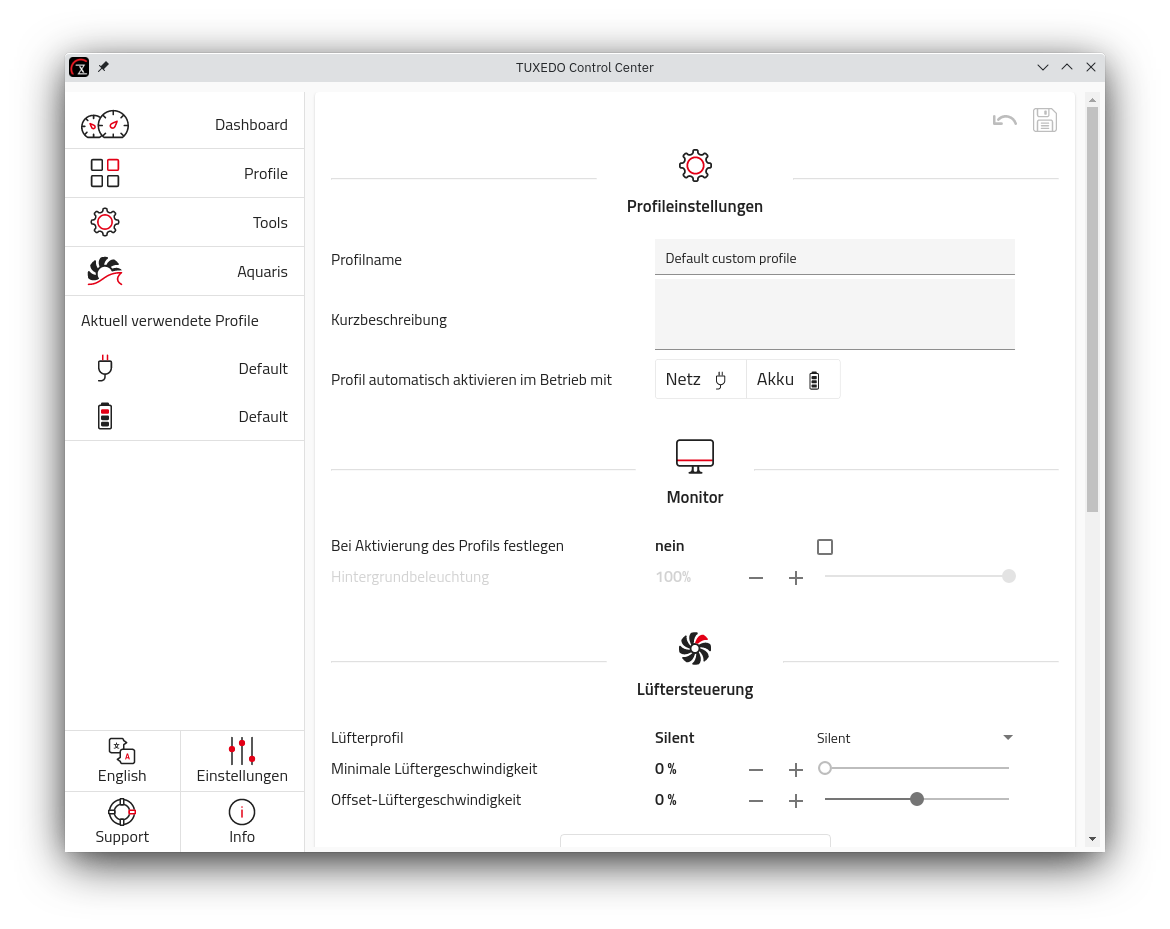 TUXEDO Control Center
Dashboard
Profile
Tools
Aquaris
Aktuell verwendete Profile
Default
Default
English
Einstellungen
Support
Info
Profileinstellungen
Profilname
Default custom profile
Kurzbeschreibung
Profil automatisch aktivieren im Betrieb mit
Netz
Akku
Monitor
Bei Aktivierung des Profils festlegen
nein
Hintergrundbeleuchtung
100%
Lüftersteuerung
Lüfterprofil
Silent
Silent
Minimale Lüftergeschwindigkeit
0 %
Offset-Lüftergeschwindigkeit
0 %